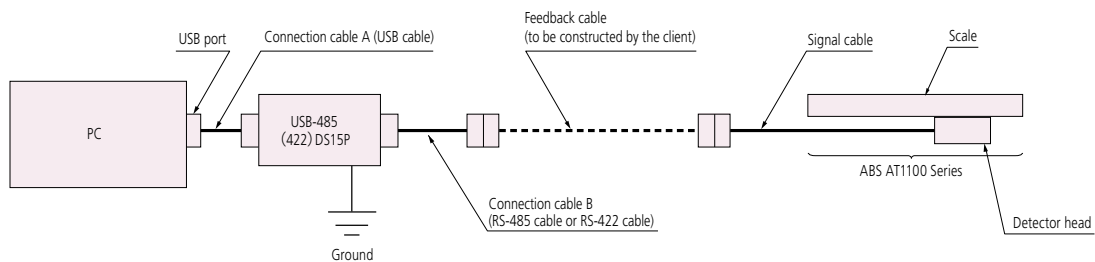 Feedback cable
(to be constructed by the client)
USB port
Connection cable A (USB cable)
Signal cable
Scale
PC
USB-485
(422) DS15P
ABS AT1100 Series
Connection cable B
(RS-485 cable or RS-422 cable)
Detector head
Ground